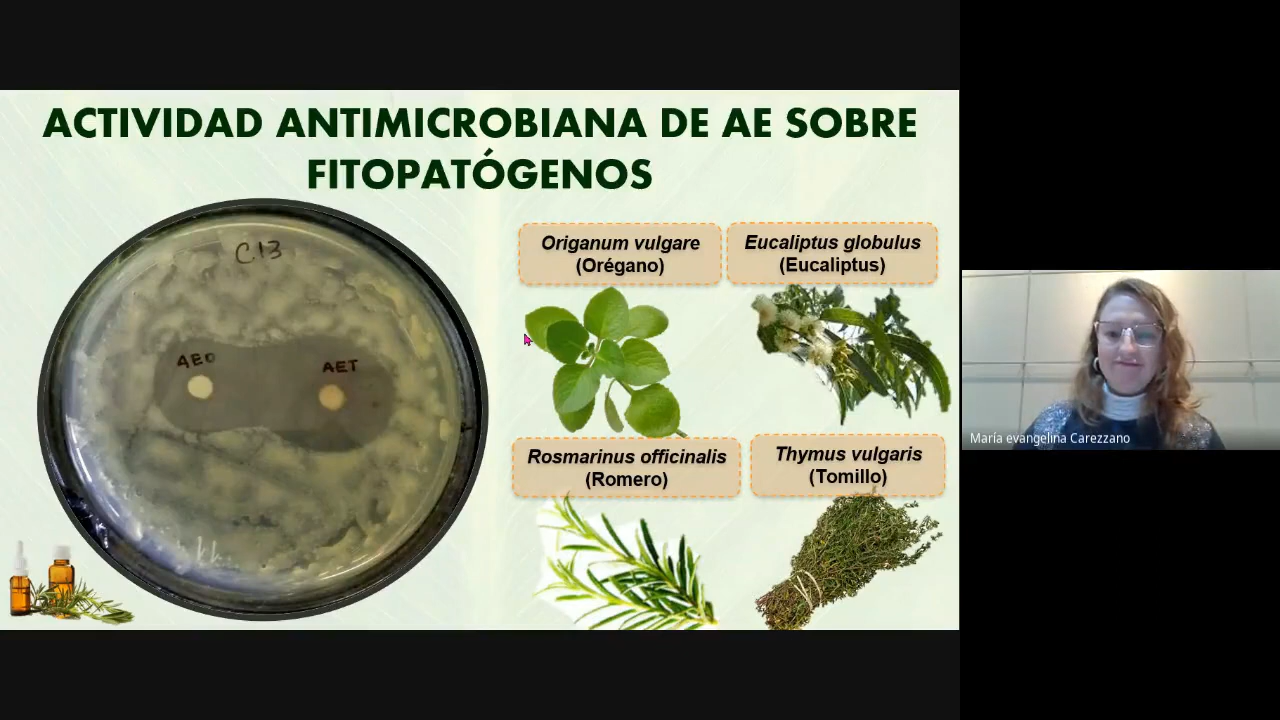 ACTIVIDAD ANTIMICROBIANA DE AE SOBRE
FITOPATÓGENOS
C13
AEO
AET
Origanum vulgare
(Orégano)
Eucaliptus globulus
(Eucaliptus)
Rosmarinus officinalis
(Romero)
Thymus vulgaris
(Tomillo)
María evangelina Carezzano